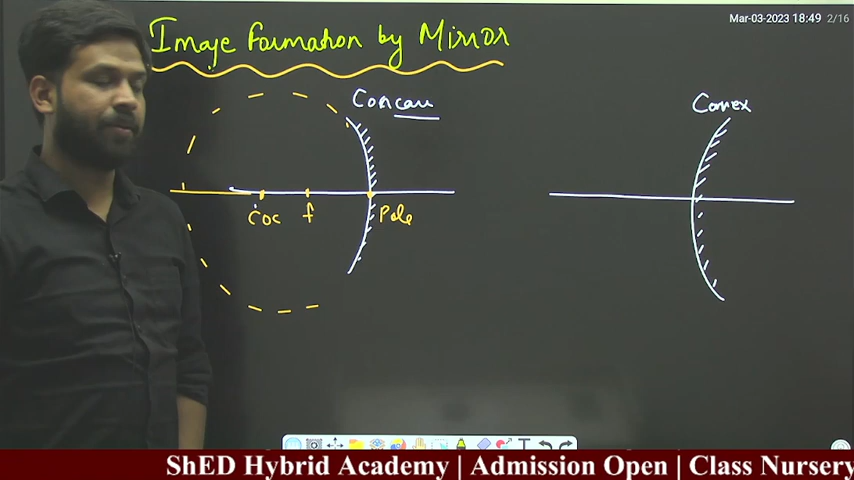 Mar-03-2023 18:49 2/16
Image Formation by Mirror
Concave
Convex
coc f Pole
ShED Hybrid Academy | Admission Open | Class Nursery